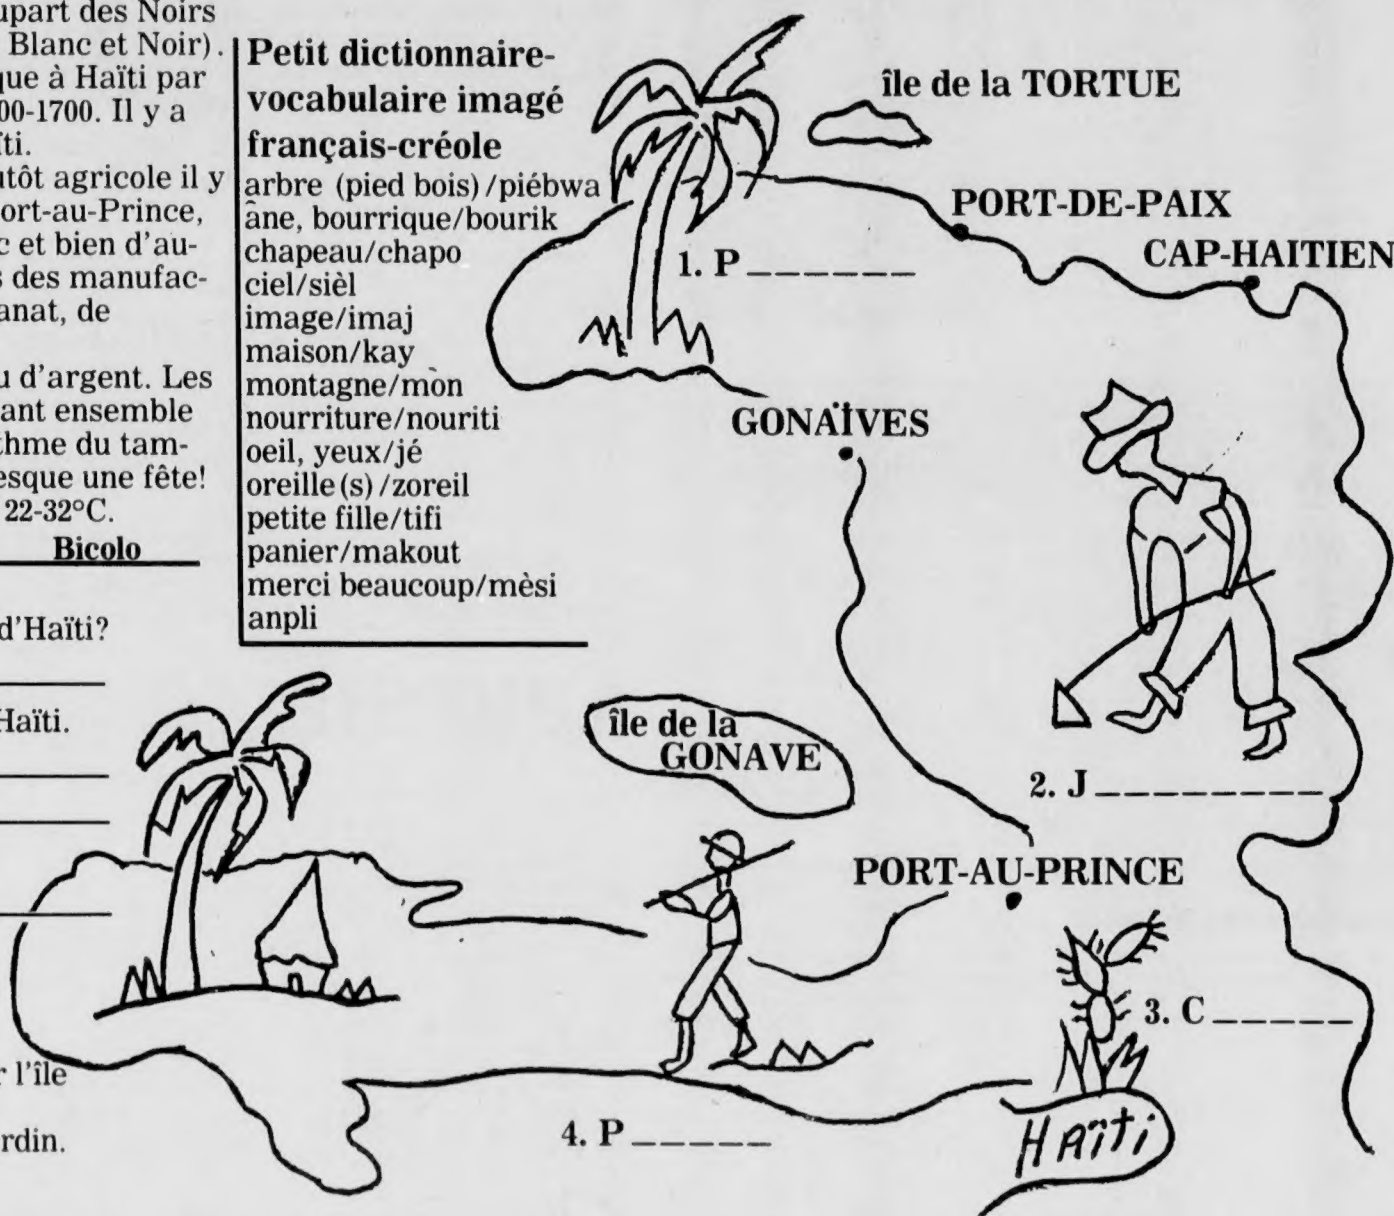 upart des Noirs
Blanc et Noir).
que à Haïti par
00-1700. Il y a
ïti.
utôt agricole il y
ort-au-Prince,
c et bien d'au-
s des manufac-
anat, de
u d'argent. Les
ant ensemble
thme du tam-
esque une fête!
22-32°C.
Bicolo
d'Haïti?
Haïti.
r l'île
rdin.
Petit dictionnaire-
vocabulaire imagé
français-créole
arbre (pied bois)/piébwa
âne, bourrique/bourik
chapeau/chapo
ciel/sièl
image/imaj
maison/kay
montagne/mòn
nourriture/nouriti
oeil, yeux/jé
oreille(s)/zoreil
petite fille/tifi
panier/makout
merci beaucoup/mèsi
anpli
île de la TORTUE
PORT-DE-PAIX
CAP-HAITIEN
1. P_______
GONAÏVES
île de la
GONAVE
2. J_________
PORT-AU-PRINCE
3. C______
4. P______
HAïti